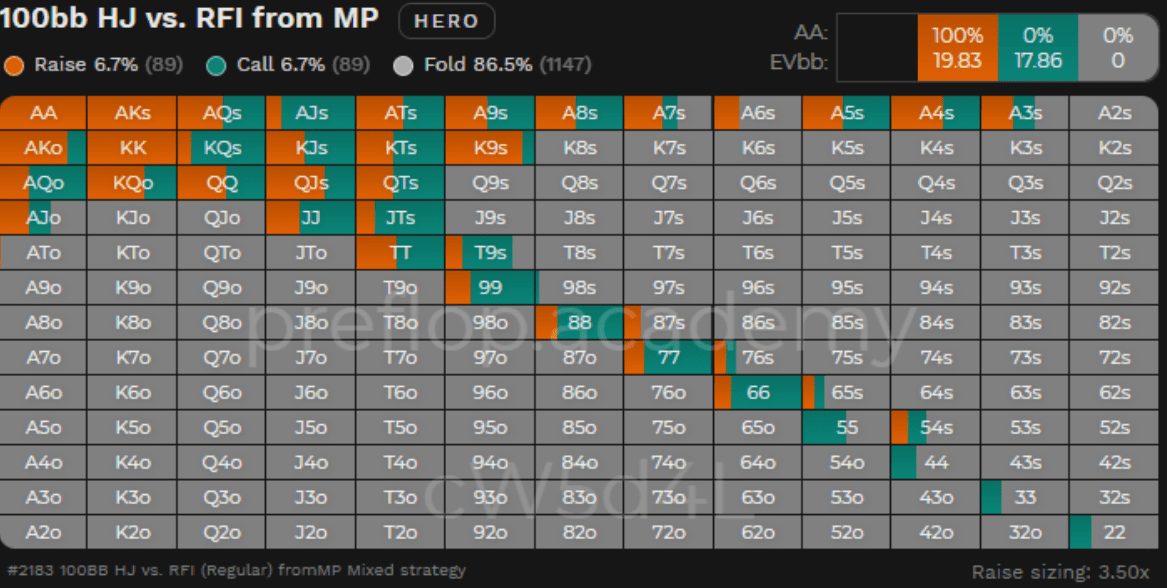 100bb HJ vs. RFI from MP HERO
AA: 100% 0% 0%
EVbb: 19.83 17.86 0
Raise 6.7% (89) Call 6.7% (89) Fold 86.5% (1147)
AA AKs AQs AJs ATs A9s A8s A7s A6s A5s A4s A3s A2s
AKo KK KQs KJs KTs K9s K8s K7s K6s K5s K4s K3s K2s
AQo KQo QQ QJs QTs Q9s Q8s Q7s Q6s Q5s Q4s Q3s Q2s
AJo KJo QJo JJ JTs J9s J8s J7s J6s J5s J4s J3s J2s
ATo KTo QTo JTo TT T9s T8s T7s T6s T5s T4s T3s T2s
A9o K9o Q9o J9o T9o 99 98s 97s 96s 95s 94s 93s 92s
preflop.academy
A8o K8o Q8o J8o T8o 98o 88 87s 86s 85s 84s 83s 82s
A7o K7o Q7o J7o T7o 97o 87o 77 76s 75s 74s 73s 72s
A6o K6o Q6o J6o T6o 96o 86o 76o 66 65s 64s 63s 62s
A5o K5o Q5o J5o T5o 95o 85o 75o 65o 55 54s 53s 52s
A4o K4o Q4o J4o T4o 94o 84o 74o 64o 54o 44 43s 42s
cW5d4L
A3o K3o Q3o J3o T3o 93o 83o 73o 63o 53o 43o 33 32s
A2o K2o Q2o J2o T2o 92o 82o 72o 62o 52o 42o 32o 22
#2183 100BB HJ vs. RFI (Regular) fromMP Mixed strategy
Raise sizing: 3.50x